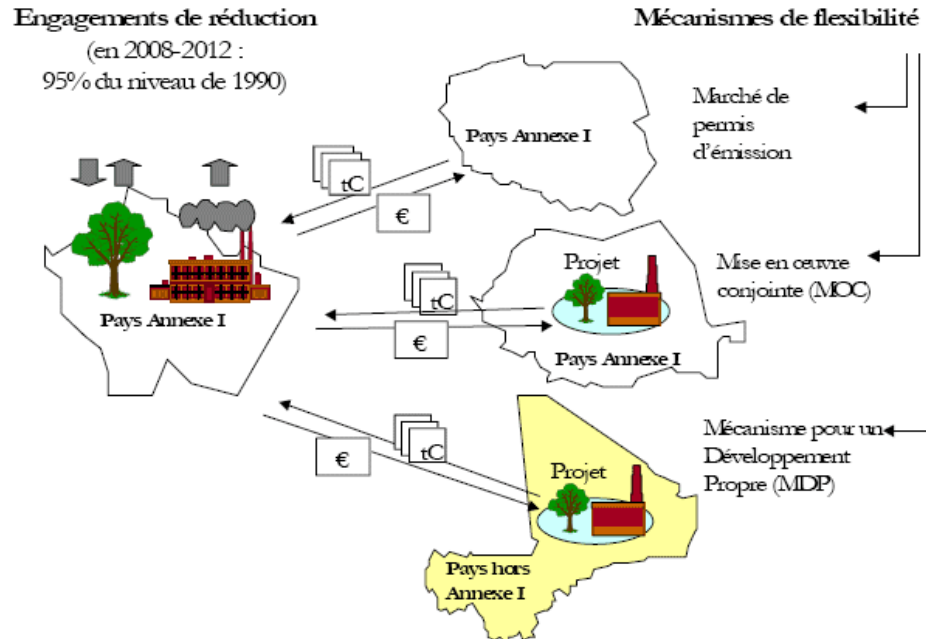 Engagements de réduction
(en 2008-2012 :
95% du niveau de 1990)
Mécanismes de flexibilité
Pays Annexe I
Marché de
permis
d'émission
tC
€
Pays Annexe I
Projet
Pays Annexe I
Mise en œuvre
conjointe (MOC)
tC
€
Projet
Pays hors
Annexe I
Mécanisme pour un
Développement
Propre (MDP)
tC
€